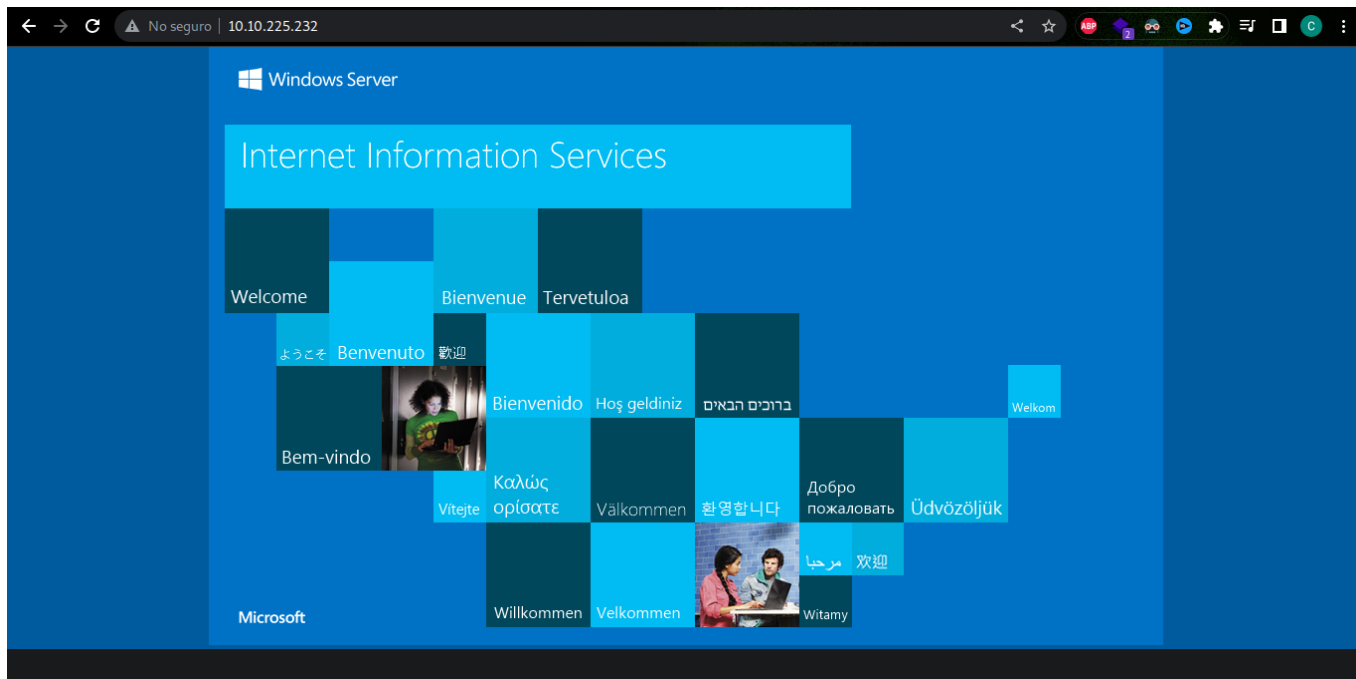 No seguro
10.10.225.232
ABP
2
C
Windows Server
Internet Information Services
Welcome
Bienvenue
Tervetuloa
ようこそ
Benvenuto
歡迎
Bienvenido
Hoş geldiniz
ברוכים הבאים
Welkom
Bem-vindo
Vítejte
Καλώς
ορίσατε
Välkommen
환영합니다
Добро
пожаловать
Üdvözöljük
مرحبا
欢迎
Microsoft
Willkommen
Velkommen
Witamy